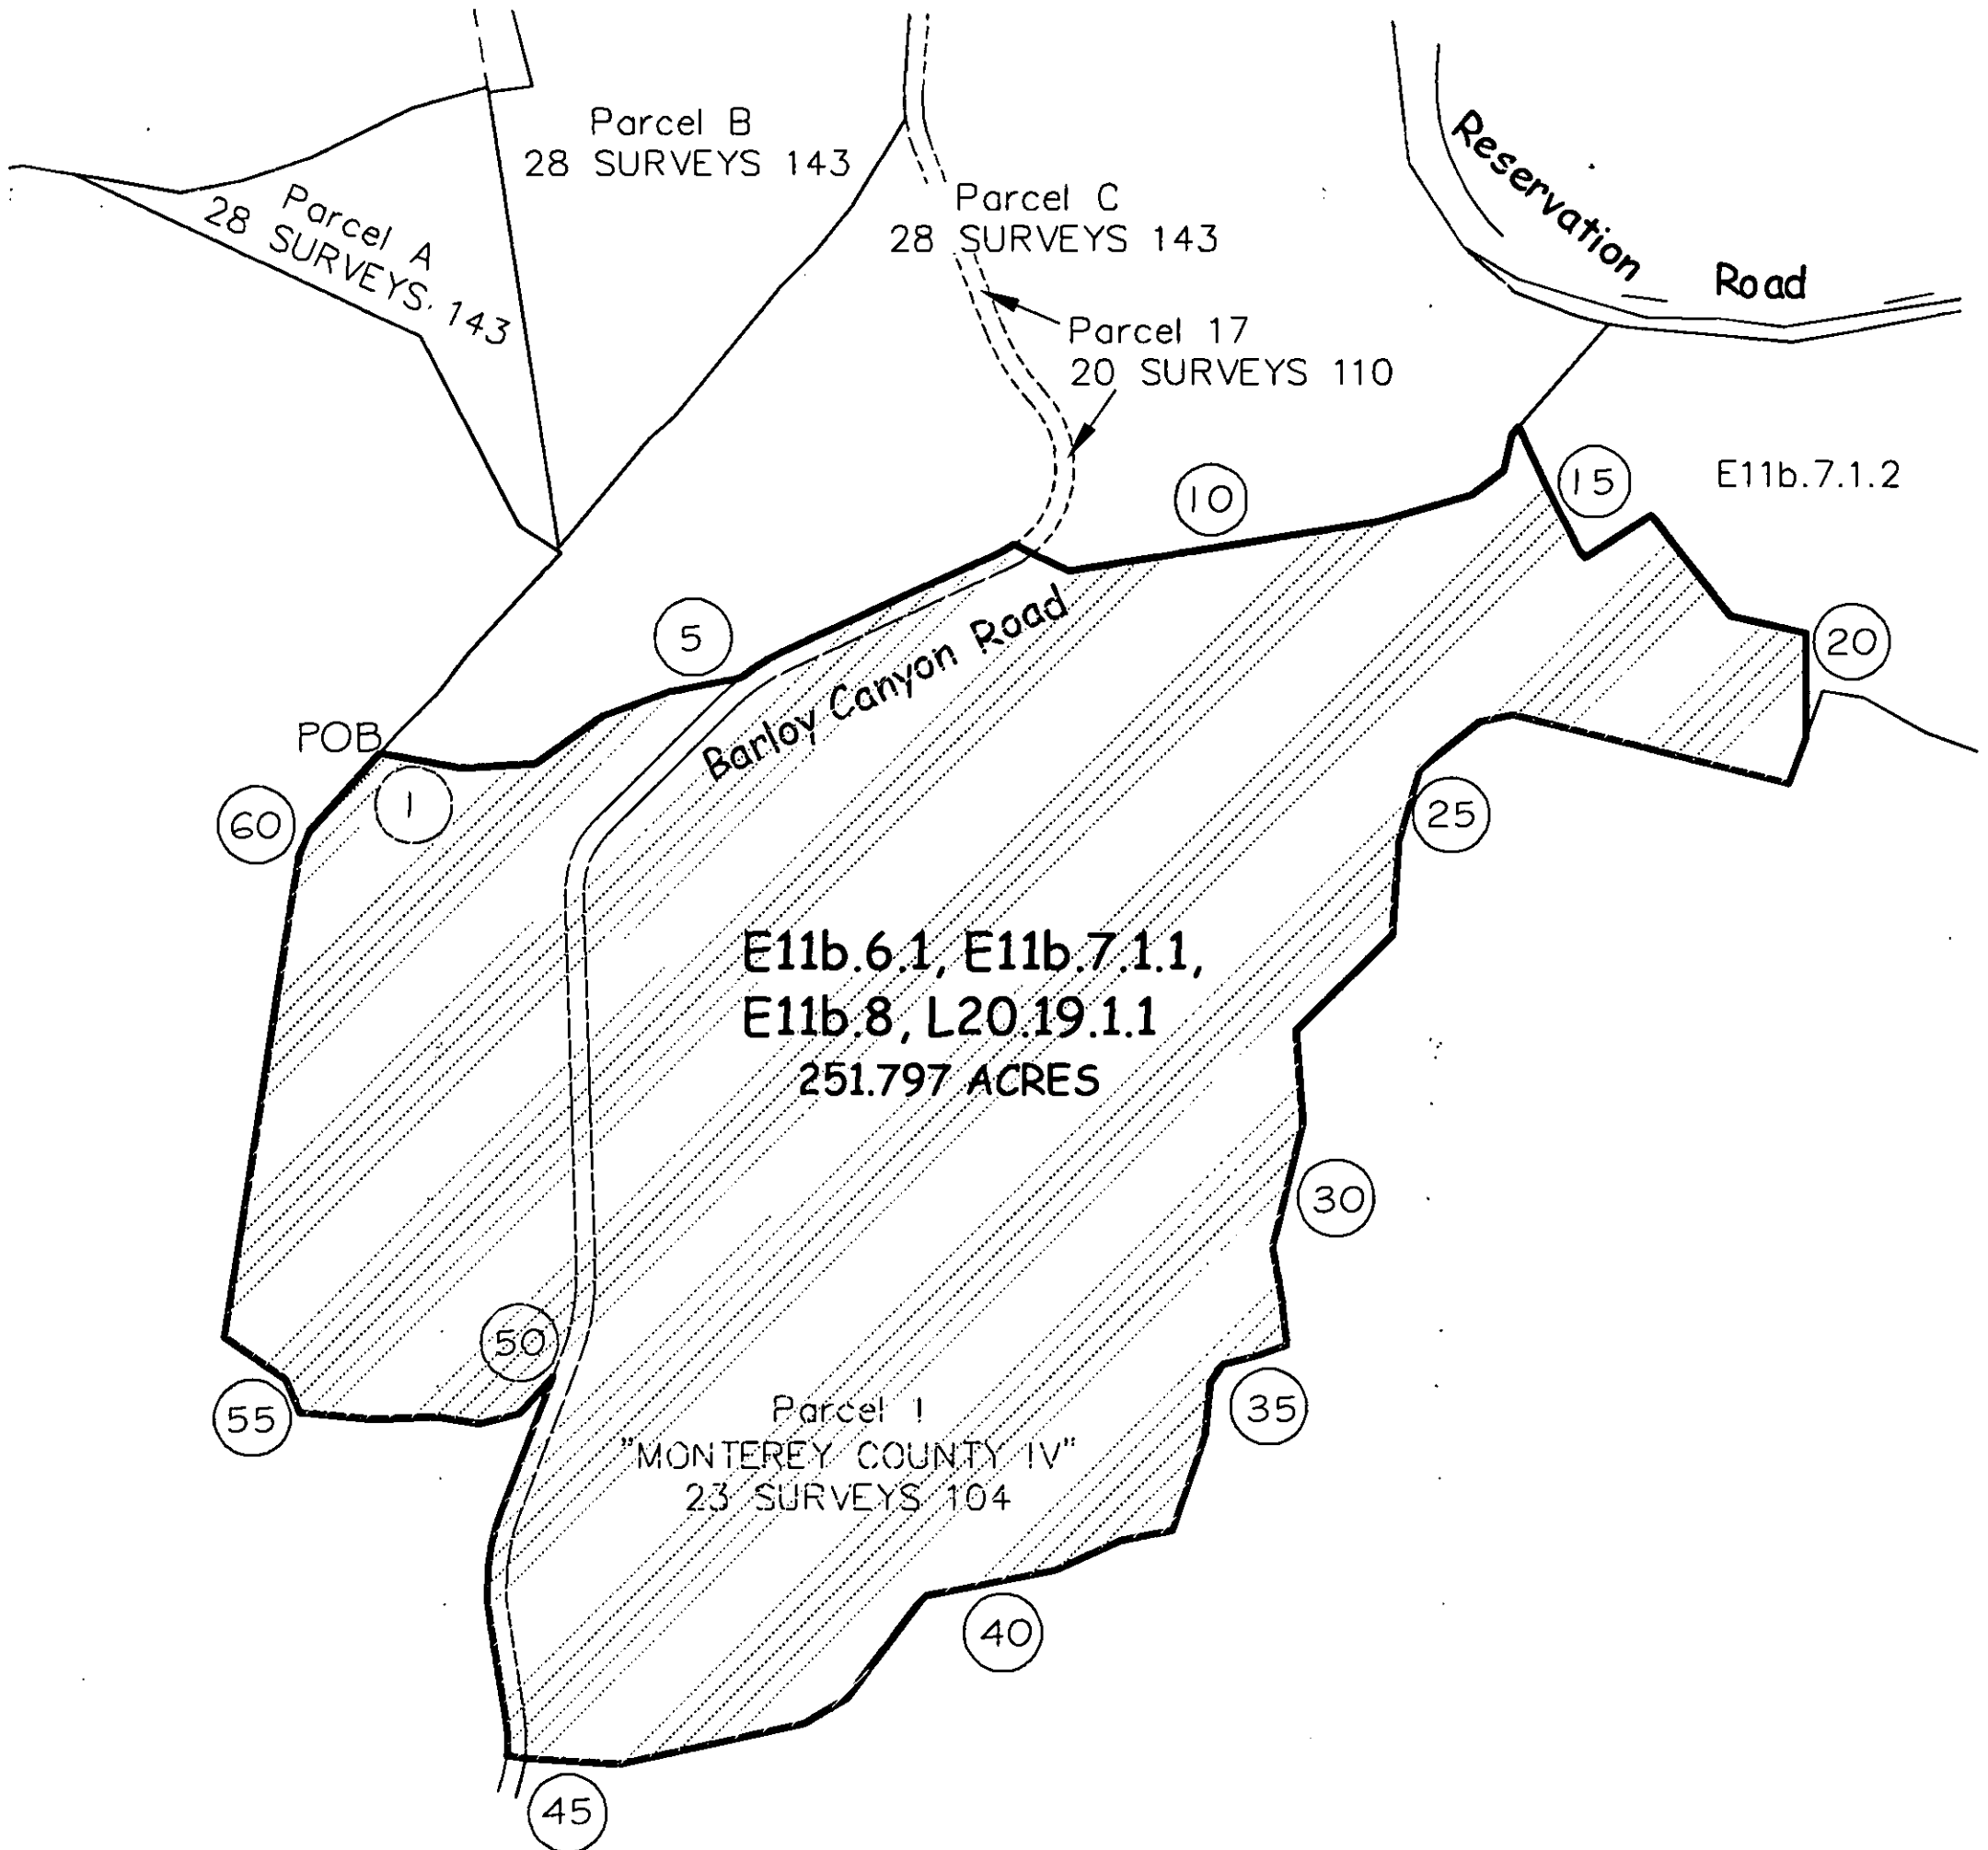 Parcel B
28 SURVEYS 143
Parcel A
28 SURVEYS 143
Parcel C
28 SURVEYS 143
Reservation
Road
Parcel 17
20 SURVEYS 110
10
15
E11b.7.1.2
5
20
Barloy Canyon Road
POB
1
60
25
E11b.6.1, E11b.7.1.1,
E11b.8, L20.19.1.1
251.797 ACRES
30
50
55
35
Parcel 1
"MONTEREY COUNTY IV"
23 SURVEYS 104
40
45